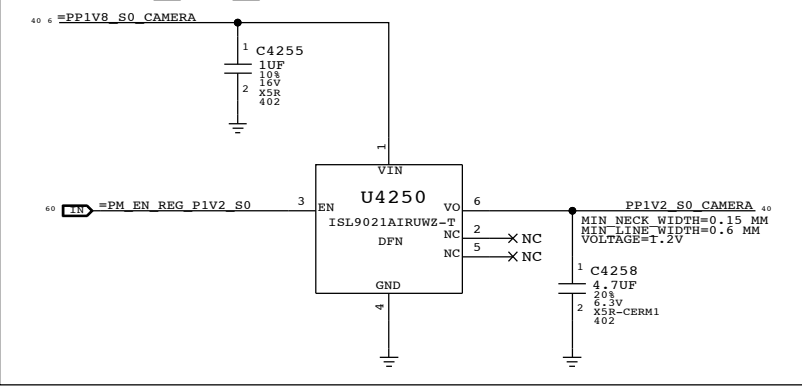 40 6 =PP1V8_S0_CAMERA
1 C4255
1UF
10%
16V
2 X5R
402
1
VIN
60 IN =PM_EN_REG_P1V2_S0 3 EN
U4250
ISL9021AIRUWZ-T
DFN
VO 6 PP1V2_S0_CAMERA 40
MIN_NECK_WIDTH=0.15 MM
MIN_LINE_WIDTH=0.6 MM
VOLTAGE=1.2V
NC 2 NC
NC 5 NC
GND
4
1 C4258
4.7UF
20%
6.3V
2 X5R-CERM1
402